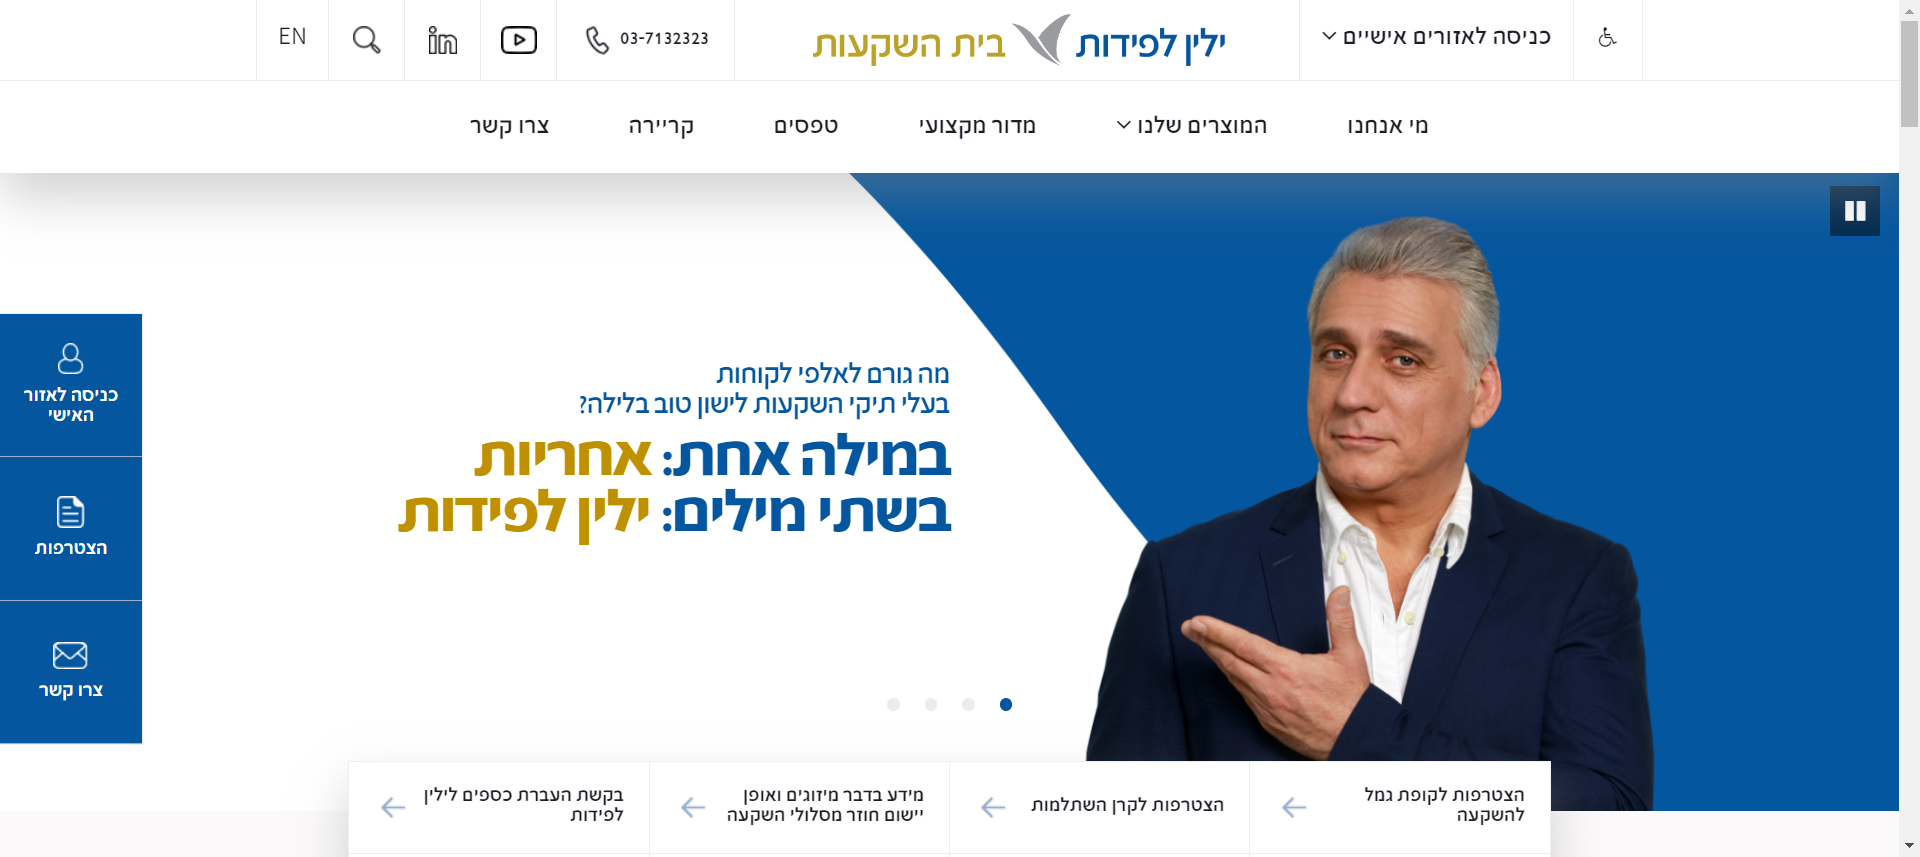 כניסה לאזורים אישיים
ילין לפידות בית השקעות
03-7132323
EN
מי אנחנו
המוצרים שלנו
מדור מקצועי
טפסים
קריירה
צרו קשר
מה גורם לאלפי לקוחות
בעלי תיקי השקעות לישון טוב בלילה?
במילה אחת: אחריות
בשתי מילים: ילין לפידות
כניסה לאזור
האישי
הצטרפות
צרו קשר
הצטרפות לקופת גמל
להשקעה
הצטרפות לקרן השתלמות
מידע בדבר מיזוגים ואופן
יישום חוזר מסלולי השקעה
בקשת העברת כספים לילין
לפידות